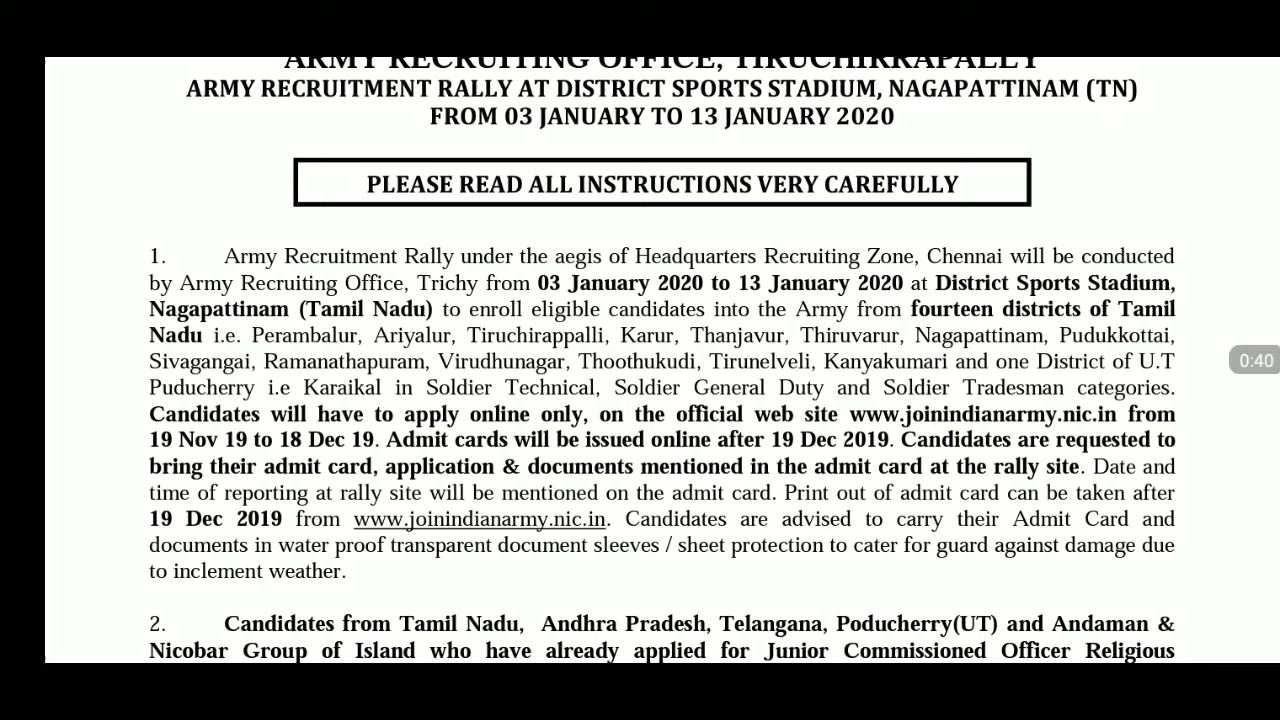 ARMY RECRUITING OFFICE, TIRUCHIRRAPALLY
ARMY RECRUITMENT RALLY AT DISTRICT SPORTS STADIUM, NAGAPATTINAM (TN)
FROM 03 JANUARY TO 13 JANUARY 2020
PLEASE READ ALL INSTRUCTIONS VERY CAREFULLY
1. Army Recruitment Rally under the aegis of Headquarters Recruiting Zone, Chennai will be conducted
by Army Recruiting Office, Trichy from 03 January 2020 to 13 January 2020 at District Sports Stadium,
Nagapattinam (Tamil Nadu) to enroll eligible candidates into the Army from fourteen districts of Tamil
Nadu i.e. Perambalur, Ariyalur, Tiruchirappalli, Karur, Thanjavur, Thiruvarur, Nagapattinam, Pudukkottai,
Sivagangai, Ramanathapuram, Virudhunagar, Thoothukudi, Tirunelveli, Kanyakumari and one District of U.T
Puducherry i.e Karaikal in Soldier Technical, Soldier General Duty and Soldier Tradesman categories.
Candidates will have to apply online only, on the official web site www.joinindianarmy.nic.in from
19 Nov 19 to 18 Dec 19. Admit cards will be issued online after 19 Dec 2019. Candidates are requested to
bring their admit card, application & documents mentioned in the admit card at the rally site. Date and
time of reporting at rally site will be mentioned on the admit card. Print out of admit card can be taken after
19 Dec 2019 from www.joinindianarmy.nic.in. Candidates are advised to carry their Admit Card and
documents in water proof transparent document sleeves / sheet protection to cater for guard against damage due
to inclement weather.
2. Candidates from Tamil Nadu, Andhra Pradesh, Telangana, Poducherry(UT) and Andaman &
Nicobar Group of Island who have already applied for Junior Commissioned Officer Religious
0:40